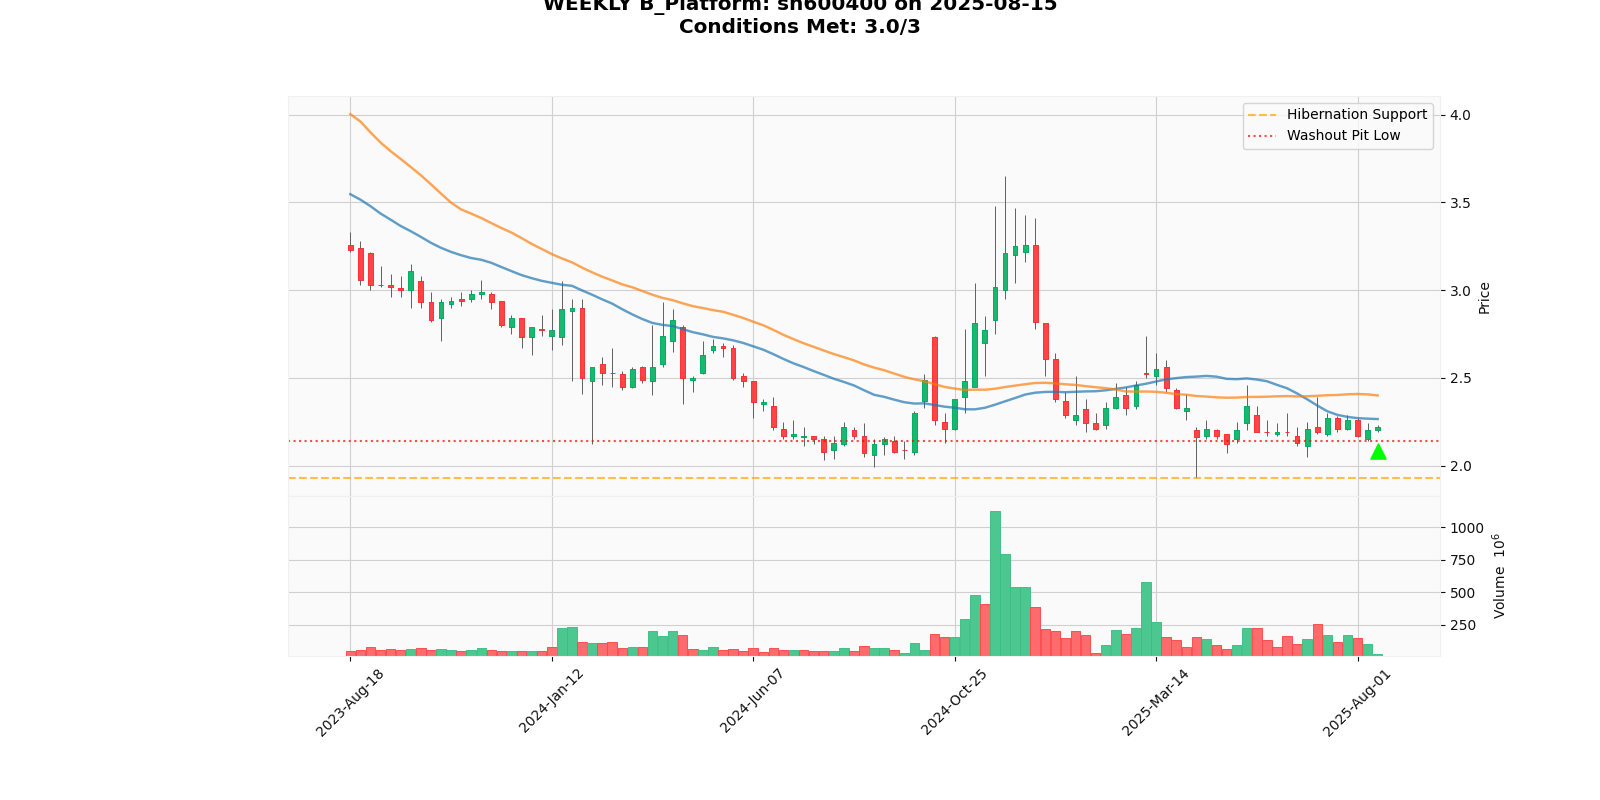 WEEKLY B_Platform: sh600400 on 2025-08-15
Conditions Met: 3.0/3
Hibernation Support
Washout Pit Low
4.0
3.5
3.0
2.5
2.0
Price
1000
750
500
250
Volume 10^6
2023-Aug-18
2024-Jan-12
2024-Jun-07
2024-Oct-25
2025-Mar-14
2025-Aug-01